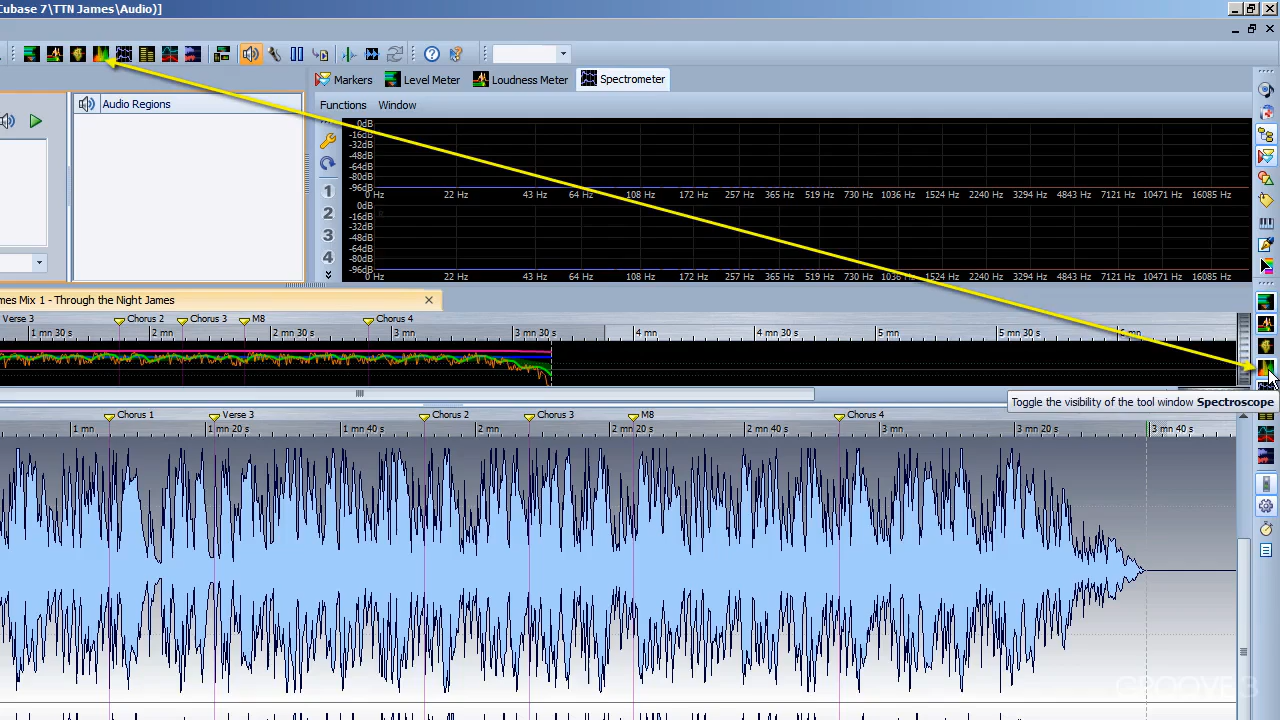 Cubase 7\TTN James\Audio)]
Markers Level Meter Loudness Meter Spectrometer
Audio Regions
Functions Window
0dB
-16dB
-32dB
-48dB
-64dB
-80dB
-96dB
0 Hz 22 Hz 43 Hz 64 Hz 108 Hz 172 Hz 257 Hz 365 Hz 515 Hz 730 Hz 1036 Hz 1524 Hz 2240 Hz 3294 Hz 4843 Hz 7121 Hz 10471 Hz 16085 Hz
1
2
3
4
0dB
-16dB
-32dB
-48dB
-64dB
-80dB
-96dB
0 Hz 22 Hz 43 Hz 64 Hz 108 Hz 172 Hz 257 Hz 365 Hz 515 Hz 730 Hz 1036 Hz 1524 Hz 2240 Hz 3294 Hz 4843 Hz 7121 Hz 10471 Hz 16085 Hz
mes Mix 1 - Through the Night James
Verse 3 Chorus 2 Chorus 3 M8 Chorus 4
1 mn 30 s 2 mn 2 mn 30 s 3 mn 3 mn 30 4 mn 4 mn 30 s 5 mn 5 mn 30 s 6 mn
Toggle the visibility of the tool window Spectroscope
Chorus 1 Verse 3 Chorus 2 Chorus 3 M8 Chorus 4
1 mn 1 mn 20 s 1 mn 40 s 2 mn 2 mn 20 s 2 mn 40 s 3 mn 3 mn 20 s 3 mn 40 s
GROOVE 3